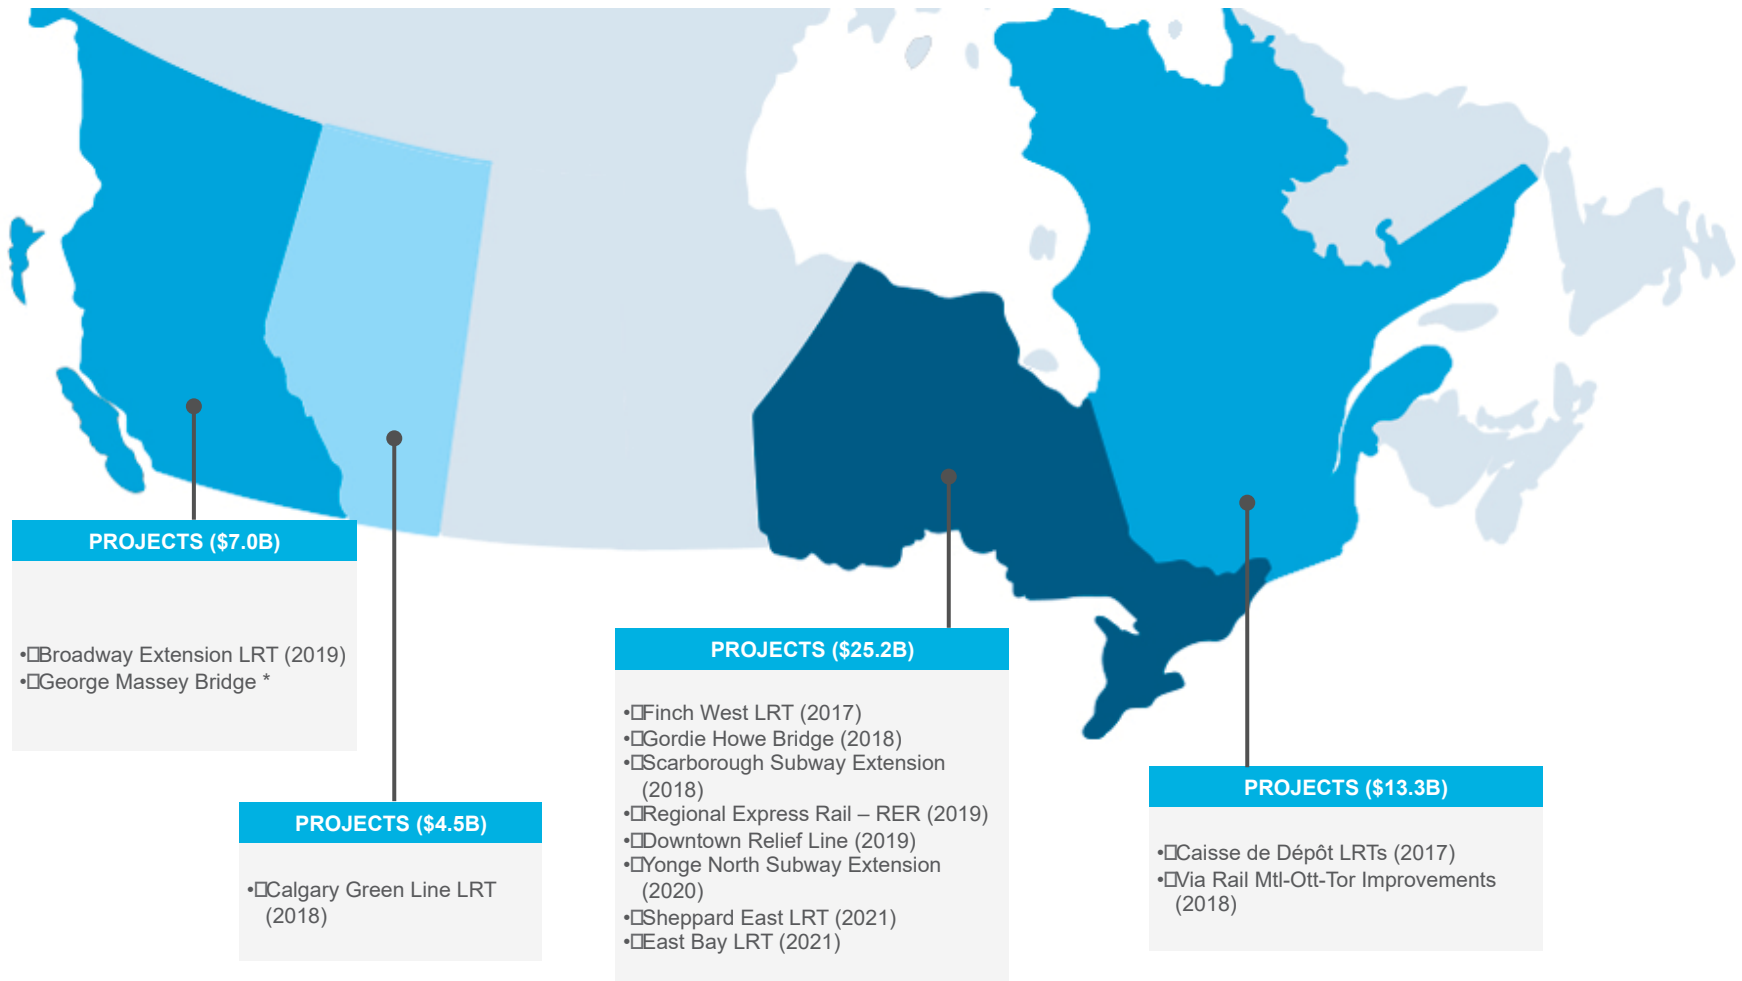 PROJECTS ($7.0B)
•□Broadway Extension LRT (2019)
•□George Massey Bridge *
PROJECTS ($4.5B)
•□Calgary Green Line LRT
(2018)
PROJECTS ($25.2B)
•□Finch West LRT (2017)
•□Gordie Howe Bridge (2018)
•□Scarborough Subway Extension
(2018)
•□Regional Express Rail – RER (2019)
•□Downtown Relief Line (2019)
•□Yonge North Subway Extension
(2020)
•□Sheppard East LRT (2021)
•□East Bay LRT (2021)
PROJECTS ($13.3B)
•□Caisse de Dépôt LRTs (2017)
•□Via Rail Mtl-Ott-Tor Improvements
(2018)